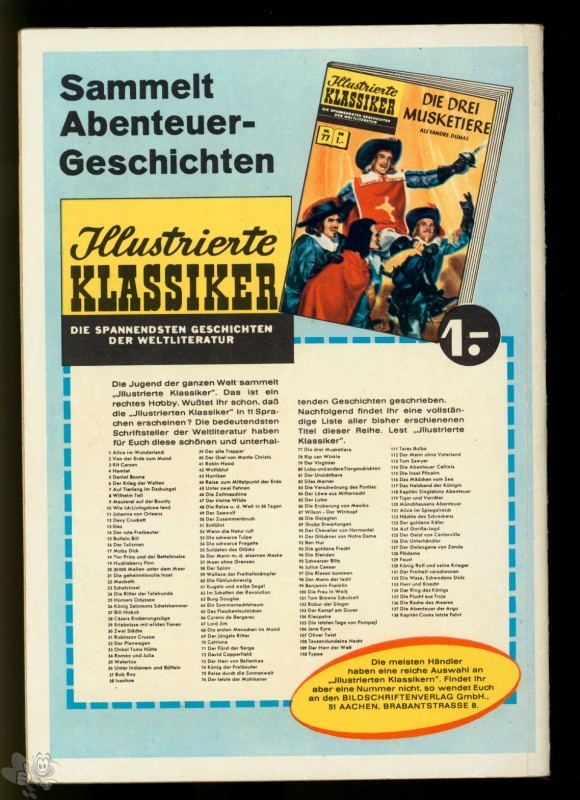 Sammelt
Abenteuer-
Geschichten
Illustrierte
KLASSIKER
DIE SPANNENDSTEN GESCHICHTEN
DER WELTLITERATUR
Illustrierte
KLASSIKER
DIE SPANNENDSTEN GESCHICHTEN
DER WELTLITERATUR
77
1.-
DIE DREI
MUSKETIERE
ALEXANDRE DUMAS
1.-
Die Jugend der ganzen Welt sammelt
„Jllustrierte Klassiker". Das ist ein
rechtes Hobby. Wußtet Ihr schon, daß
die „Jllustrierten Klassiker" in 11 Spra-
chen erscheinen? Die bedeutendsten
Schriftsteller der Weltliteratur haben
für Euch diese schönen und unterhal-
tenden Geschichten geschrieben.
Nachfolgend findet Ihr eine vollstän-
dige Liste aller bisher erschienenen
Titel dieser Reihe. Lest „Jllustrierte
Klassiker".
1 Alice im Wunderland
2 Von der Erde zum Mond
3 Kit Carson
4 Hamlet
5 Daniel Boone
6 Der Krieg der Welten
7 Auf Tierfang im Dschungel
8 Wilhelm Tell
9 Meuterei auf der Bounty
10 Wie ich Livingstone fand
11 Johanna von Orleans
12 Davy Crockett
13 Ilias
14 Der rote Freibeuter
15 Buffalo Bill
16 Der Talisman
17 Moby Dick
18 Der Prinz und der Bettelknabe
19 Huckleberry Finn
20 20 000 Meilen unter dem Meer
21 Die geheimnisvolle Insel
22 Macbeth
23 Schatzinsel
24 Die Ritter der Tafelrunde
25 Homers Odyssee
26 König Salomons Schatzkammer
27 Bill Hickok
28 Cäsars Eroberungszüge
29 Erlebnisse mit wilden Tieren
30 Zwei Städte
31 Robinson Crusoe
32 Der Planwagen
33 Onkel Toms Hütte
34 Romeo und Julia
35 Waterloo
36 Unter Indianern und Büffeln
37 Rob Roy
38 Ivanhoe
39 Der alte Trapper
40 Der Graf von Monte Christo
41 Robin Hood
42 Wolfsblut
43 Hurrikan
44 Reise zum Mittelpunkt der Erde
45 Unter zwei Fahnen
46 Die Zeitmaschine
47 Der kleine Wilde
48 Die Reise u. d. Welt in 80 Tagen
49 Der Seewolf
50 Der Zusammenbruch
51 Kim
52 Wenn du nicht willst
53 Die schwarze Tulpe
54 Die schwarze Fregatte
55 Soldaten des Glücks
56 Der Mann m. d. eisernen Maske
57 Meer ohne Grenzen
58 Der Spion
59 Wallace der Freiheitskämpfer
60 Die Fünfundvierzig
61 Kugeln und weiße Segel
62 Im Schatten der Revolution
63 Burg Douglas
64 Ein Sommernachtstraum
65 Das Flaschenteufelchen
66 Cyrano de Bergerac
67 Lord Jim
68 Die ersten Menschen im Mond
69 Der jüngste Ritter
70 Catriona
71 Der Fürst der Berge
72 David Copperfield
73 Der Herr von Ballantrae
74 König der Freibeuter
75 Reise durch die Sonnenwelt
76 Der letzte der Mohikaner
77 Die drei Musketiere
78 Rip van Winkle
79 Der Virginier
80 Lobo und andere Tiergeschichten
81 Der Unsichtbare
82 Silas Marner
83 Die Verschwörung des Pontiac
84 Der Löwe aus Mitternacht
85 Der Lotse
86 Die Eroberung von Mexiko
87 Wilson - Der Wirrkopf
88 Die Gejagten
89 Große Erwartungen
90 Der Chevalier von Harmental
91 Der Glöckner von Notre Dame
92 Ben Hur
93 Die goldene Fracht
94 Die Elenden
95 Schwarzer Blitz
96 Julius Caesar
97 Die Riesen kommen
98 Der Mann der lacht
99 Benjamin Franklin
100 Die Frau in Weiß
101 Tom Browns Schulzeit
102 Robur der Sieger
103 Der Kampf am Dover
104 Kleopatra
105 Die letzten Tage von Pompeji
106 Jane Eyre
107 Oliver Twist
108 Tausendundeine Nacht
109 Der Herr der Welt
110 Typee
111 Taras Bulba
112 Der Mann ohne Vaterland
113 Tom Sawyer
114 Die Abenteuer Cellinis
115 Die Insel Pitcairn
116 Das Mädchen vom See
117 Das Halsband der Königin
118 Kapitän Singletons Abenteuer
119 Tiger und Verräter
120 Münchhausens Abenteuer
121 Alice im Spiegelreich
122 Nächte des Schreckens
123 Der goldene Käfer
124 Auf Gorilla-Jagd
125 Der Geist von Canterville
126 Die Unterhändler
127 Der Gefangene von Zenda
128 Phädame
129 Faust
130 König Rolf und seine Krieger
131 Der Freiheit verschworen
132 Die Wasa, Schwedens Stolz
133 Herr und Knecht
134 Der Ring des Königs
135 Die Flucht aus Troja
136 Die Rache des Meeres
137 Die Abenteuer der Argo
138 Kapitän Cooks letzte Fahrt
Die meisten Händler
haben eine reiche Auswahl an
„Jllustrierten Klassikern". Findet Ihr
aber eine Nummer nicht, so wendet Euch
an den BILDSCHRIFTENVERLAG GmbH.,
51 AACHEN, BRABANTSTRASSE 8.